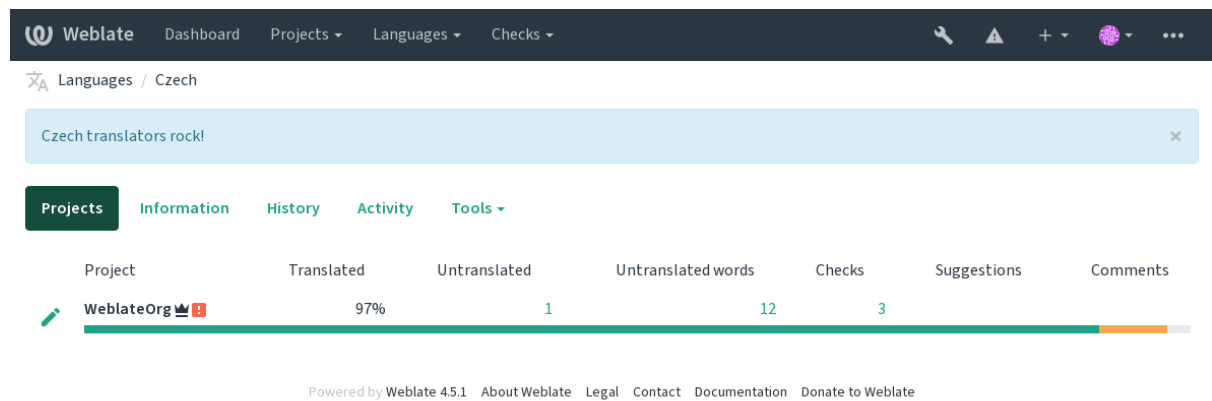 Weblate Dashboard Projects Languages Checks
Languages / Czech
Czech translators rock! ×
Projects Information History Activity Tools
Project Translated Untranslated Untranslated words Checks Suggestions Comments
WeblateOrg 97% 1 12 3
Powered by Weblate 4.5.1 About Weblate Legal Contact Documentation Donate to Weblate